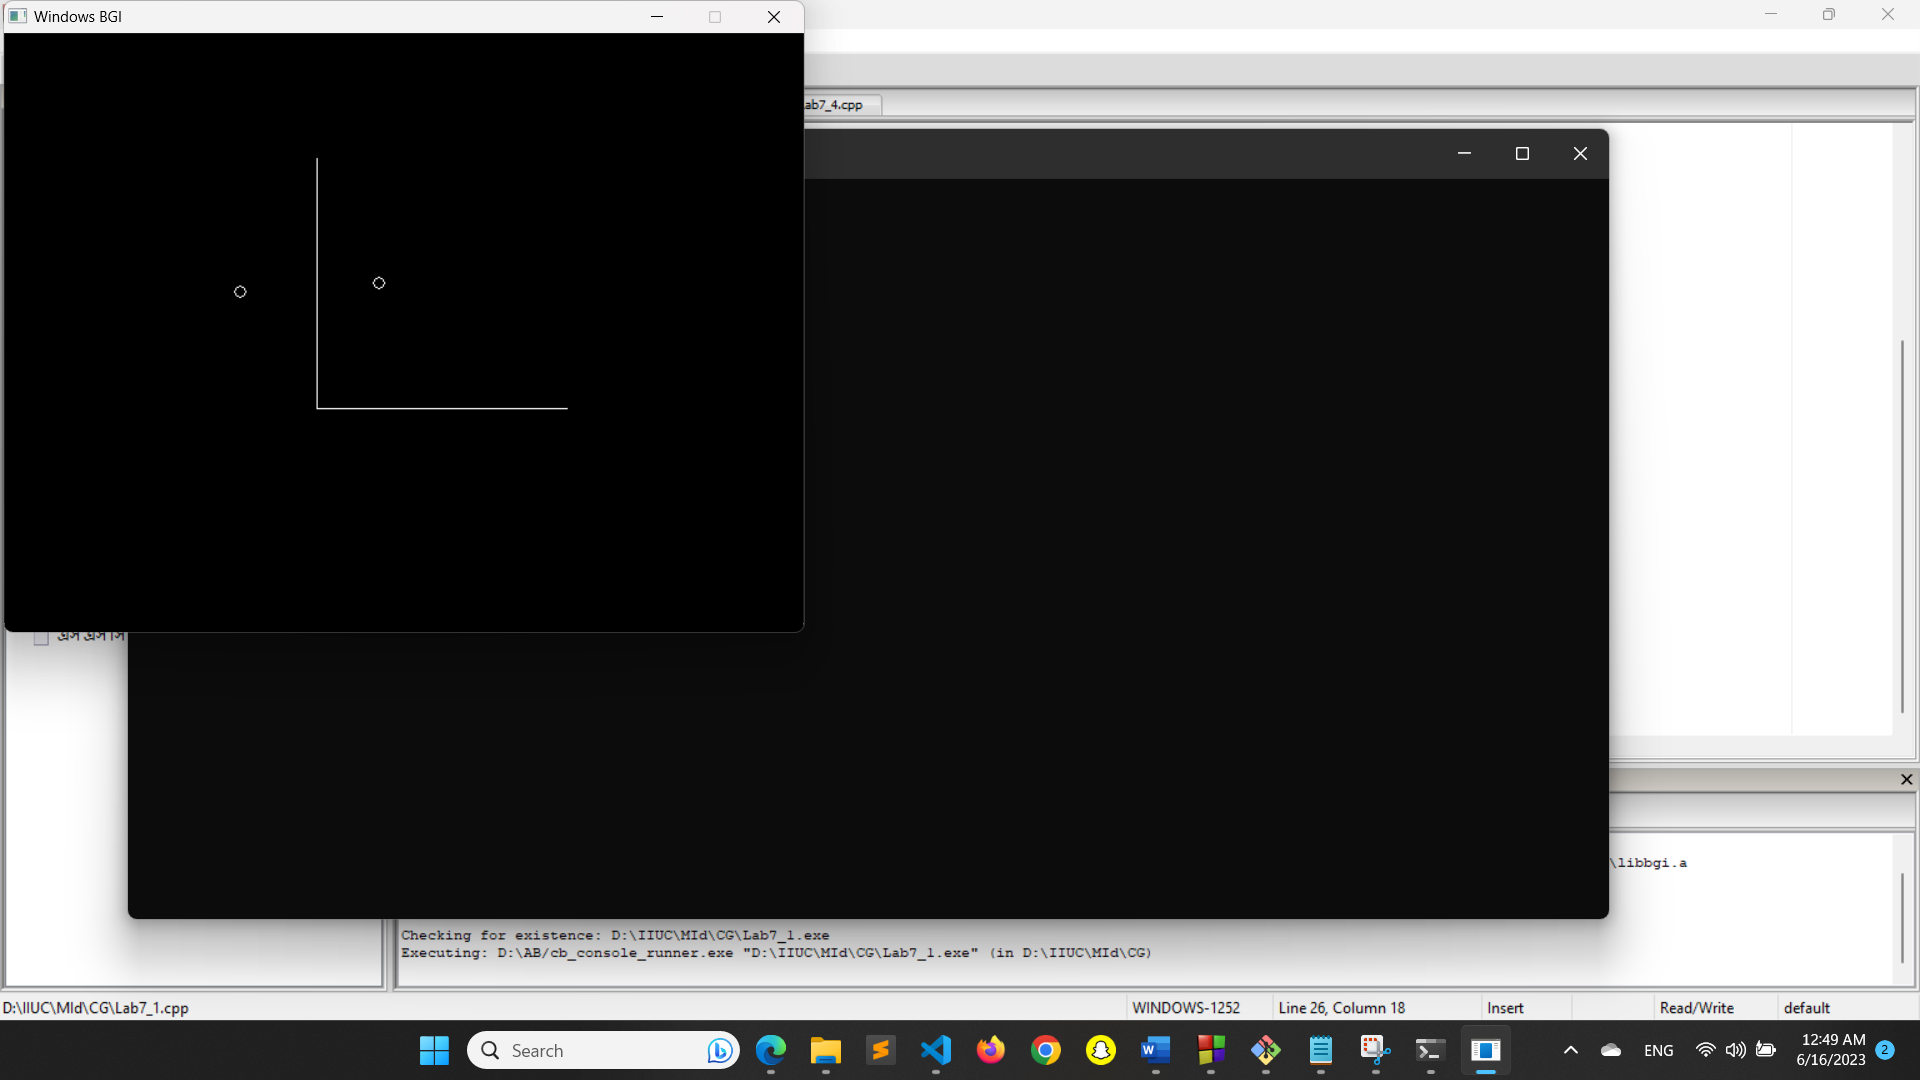 Windows BGI
ab7_4.cpp
এস এস সি
\libbgi.a
Checking for existence: D:\IIUC\MId\CG\Lab7_1.exe
Executing: D:\AB/cb_console_runner.exe "D:\IIUC\MId\CG\Lab7_1.exe" (in D:\IIUC\MId\CG)
D:\IIUC\MId\CG\Lab7_1.cpp WINDOWS-1252 Line 26, Column 18 Insert Read/Write default
Search ENG 12:49 AM 2
6/16/2023